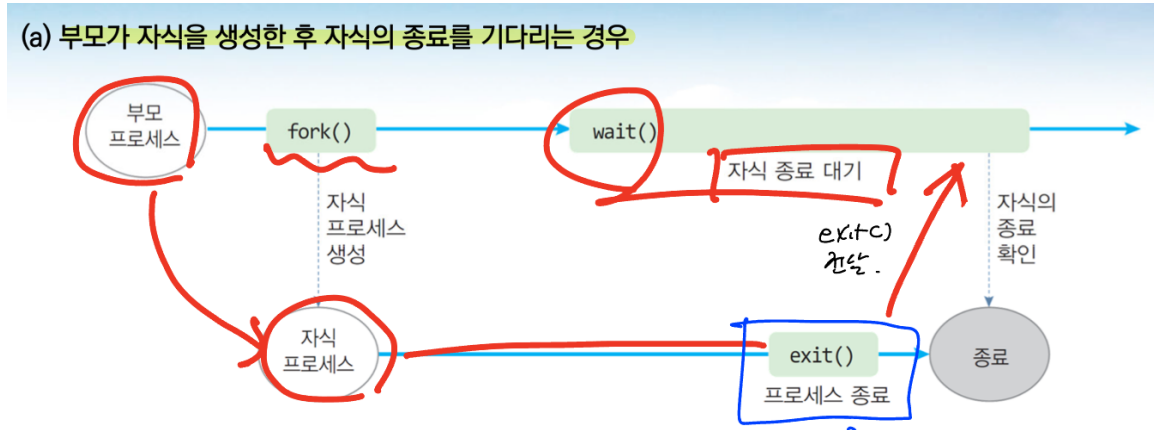 (a) 부모가 자식을 생성한 후 자식의 종료를 기다리는 경우
부모
프로세스
fork()
wait()
자식 종료 대기
자식
프로세스
생성
exit()
전달.
자식의
종료
확인
자식
프로세스
exit()
프로세스 종료
종료